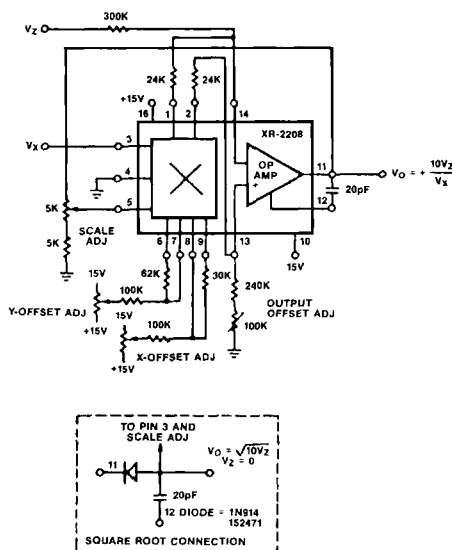 300K
VZ
24K
24K
+15V
16
1
2
14
XR-2208
VX
3
OP AMP
11
VO = + 10VZ / VX
4
+
20pF
12
5K
5
SCALE ADJ
5K
6
7
8
9
13
10
15V
62K
30K
240K
15V
100K
Y-OFFSET ADJ
15V
100K
100K
OUTPUT OFFSET ADJ
+15V
X-OFFSET ADJ
+15V
TO PIN 3 AND
SCALE ADJ
VO = √10VZ
VZ = 0
11
20pF
12 DIODE = 1N914
152471
SQUARE ROOT CONNECTION